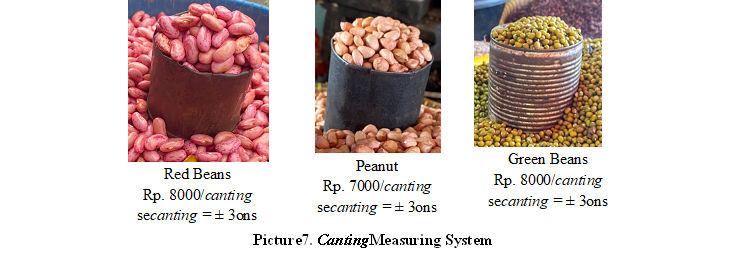 Red Beans
Rp. 8000/canting
secanting = ± 3ons
Peanut
Rp. 7000/canting
secanting = ± 3ons
Green Beans
Rp. 8000/canting
secanting = ± 3ons
Picture7. CantingMeasuring System